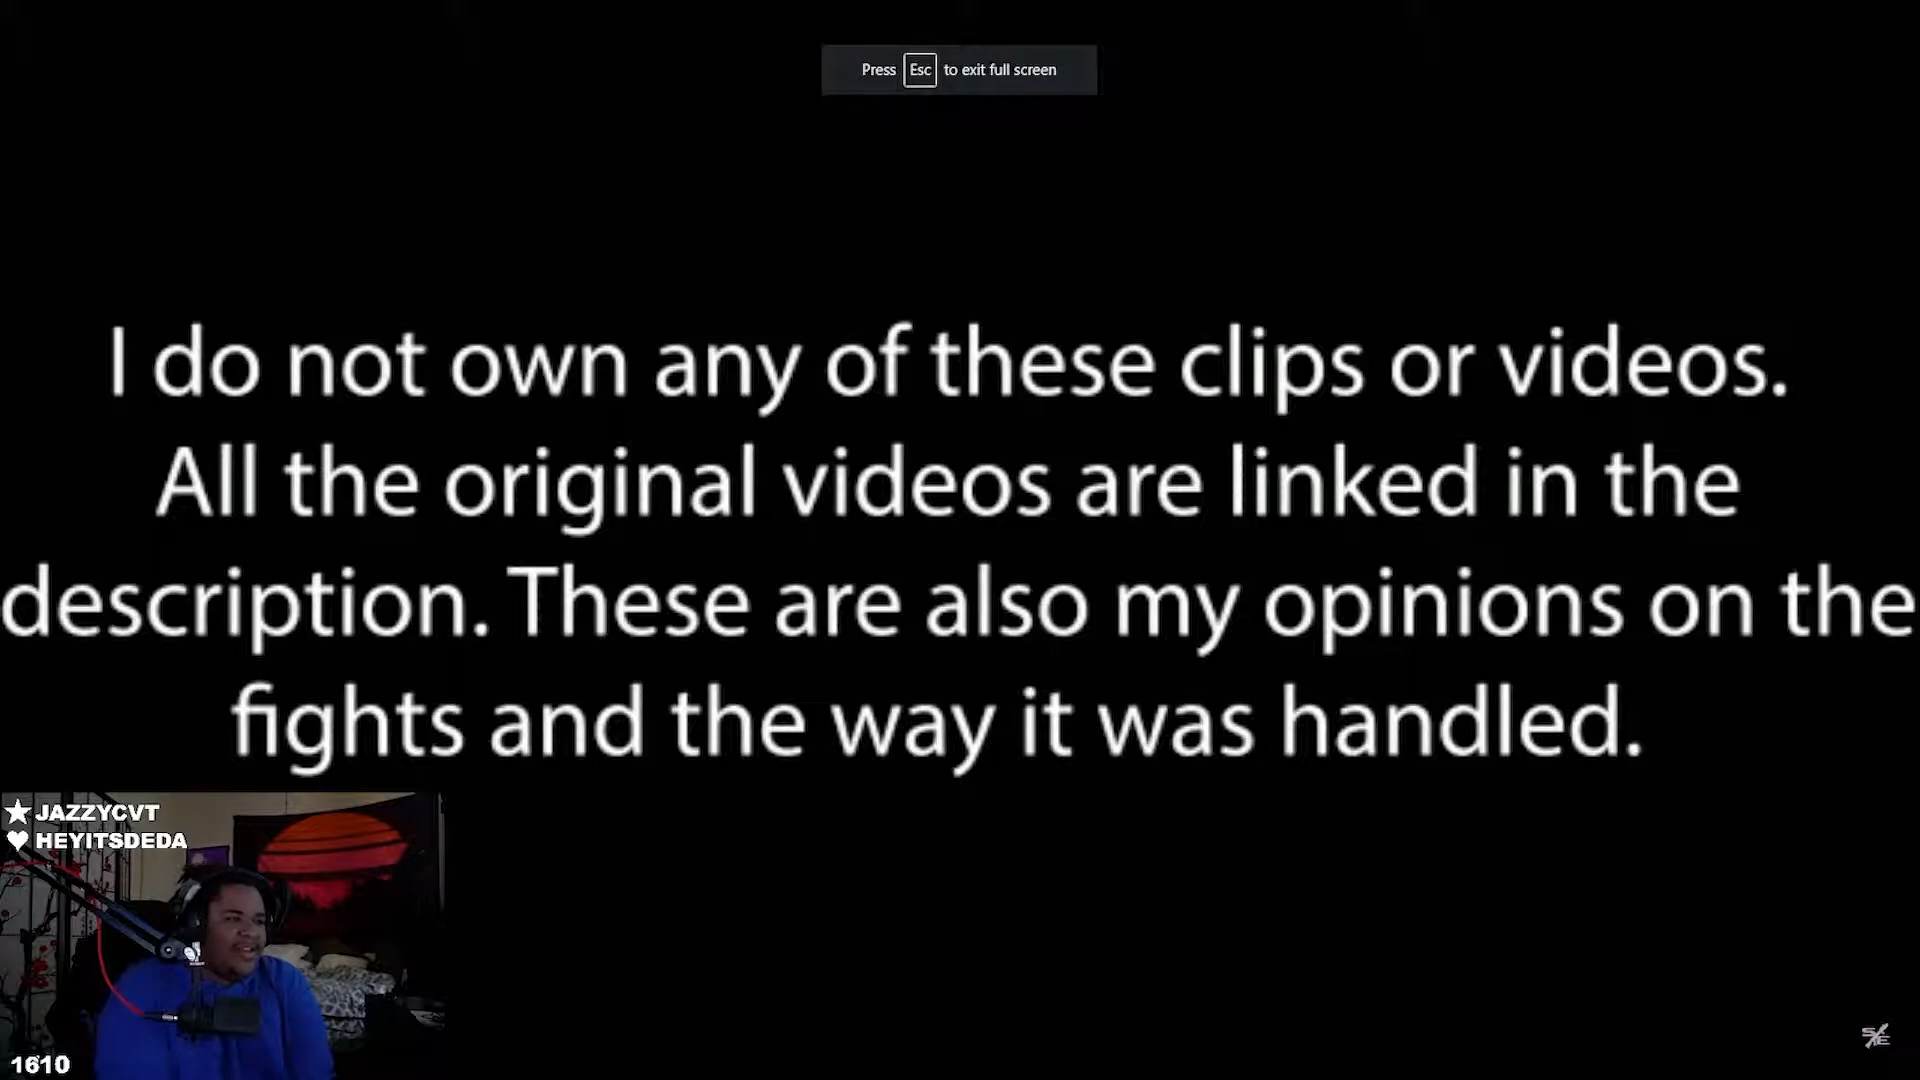 Press Esc to exit full screen
I do not own any of these clips or videos.
All the original videos are linked in the
description. These are also my opinions on the
fights and the way it was handled.
JAZZYCVT
HEYITSDEDA
1610